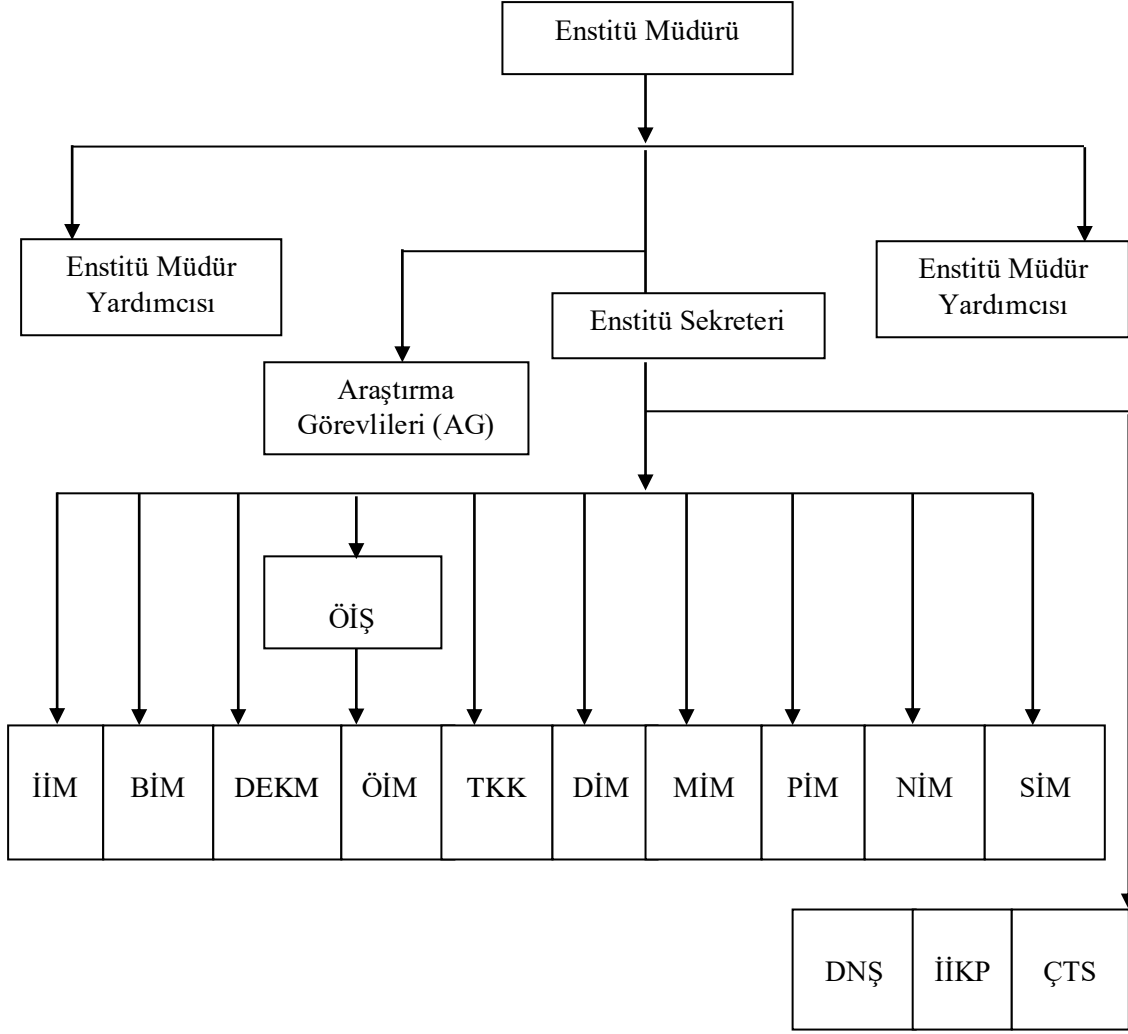 Enstitü Müdürü
Enstitü Müdür
Yardımcısı
Enstitü Müdür
Yardımcısı
Enstitü Sekreteri
Araştırma
Görevlileri (AG)
ÖİŞ
İİM
BİM
DEKM
ÖİM
TKK
DİM
MİM
PİM
NİM
SİM
DNŞ
İİKP
ÇTS